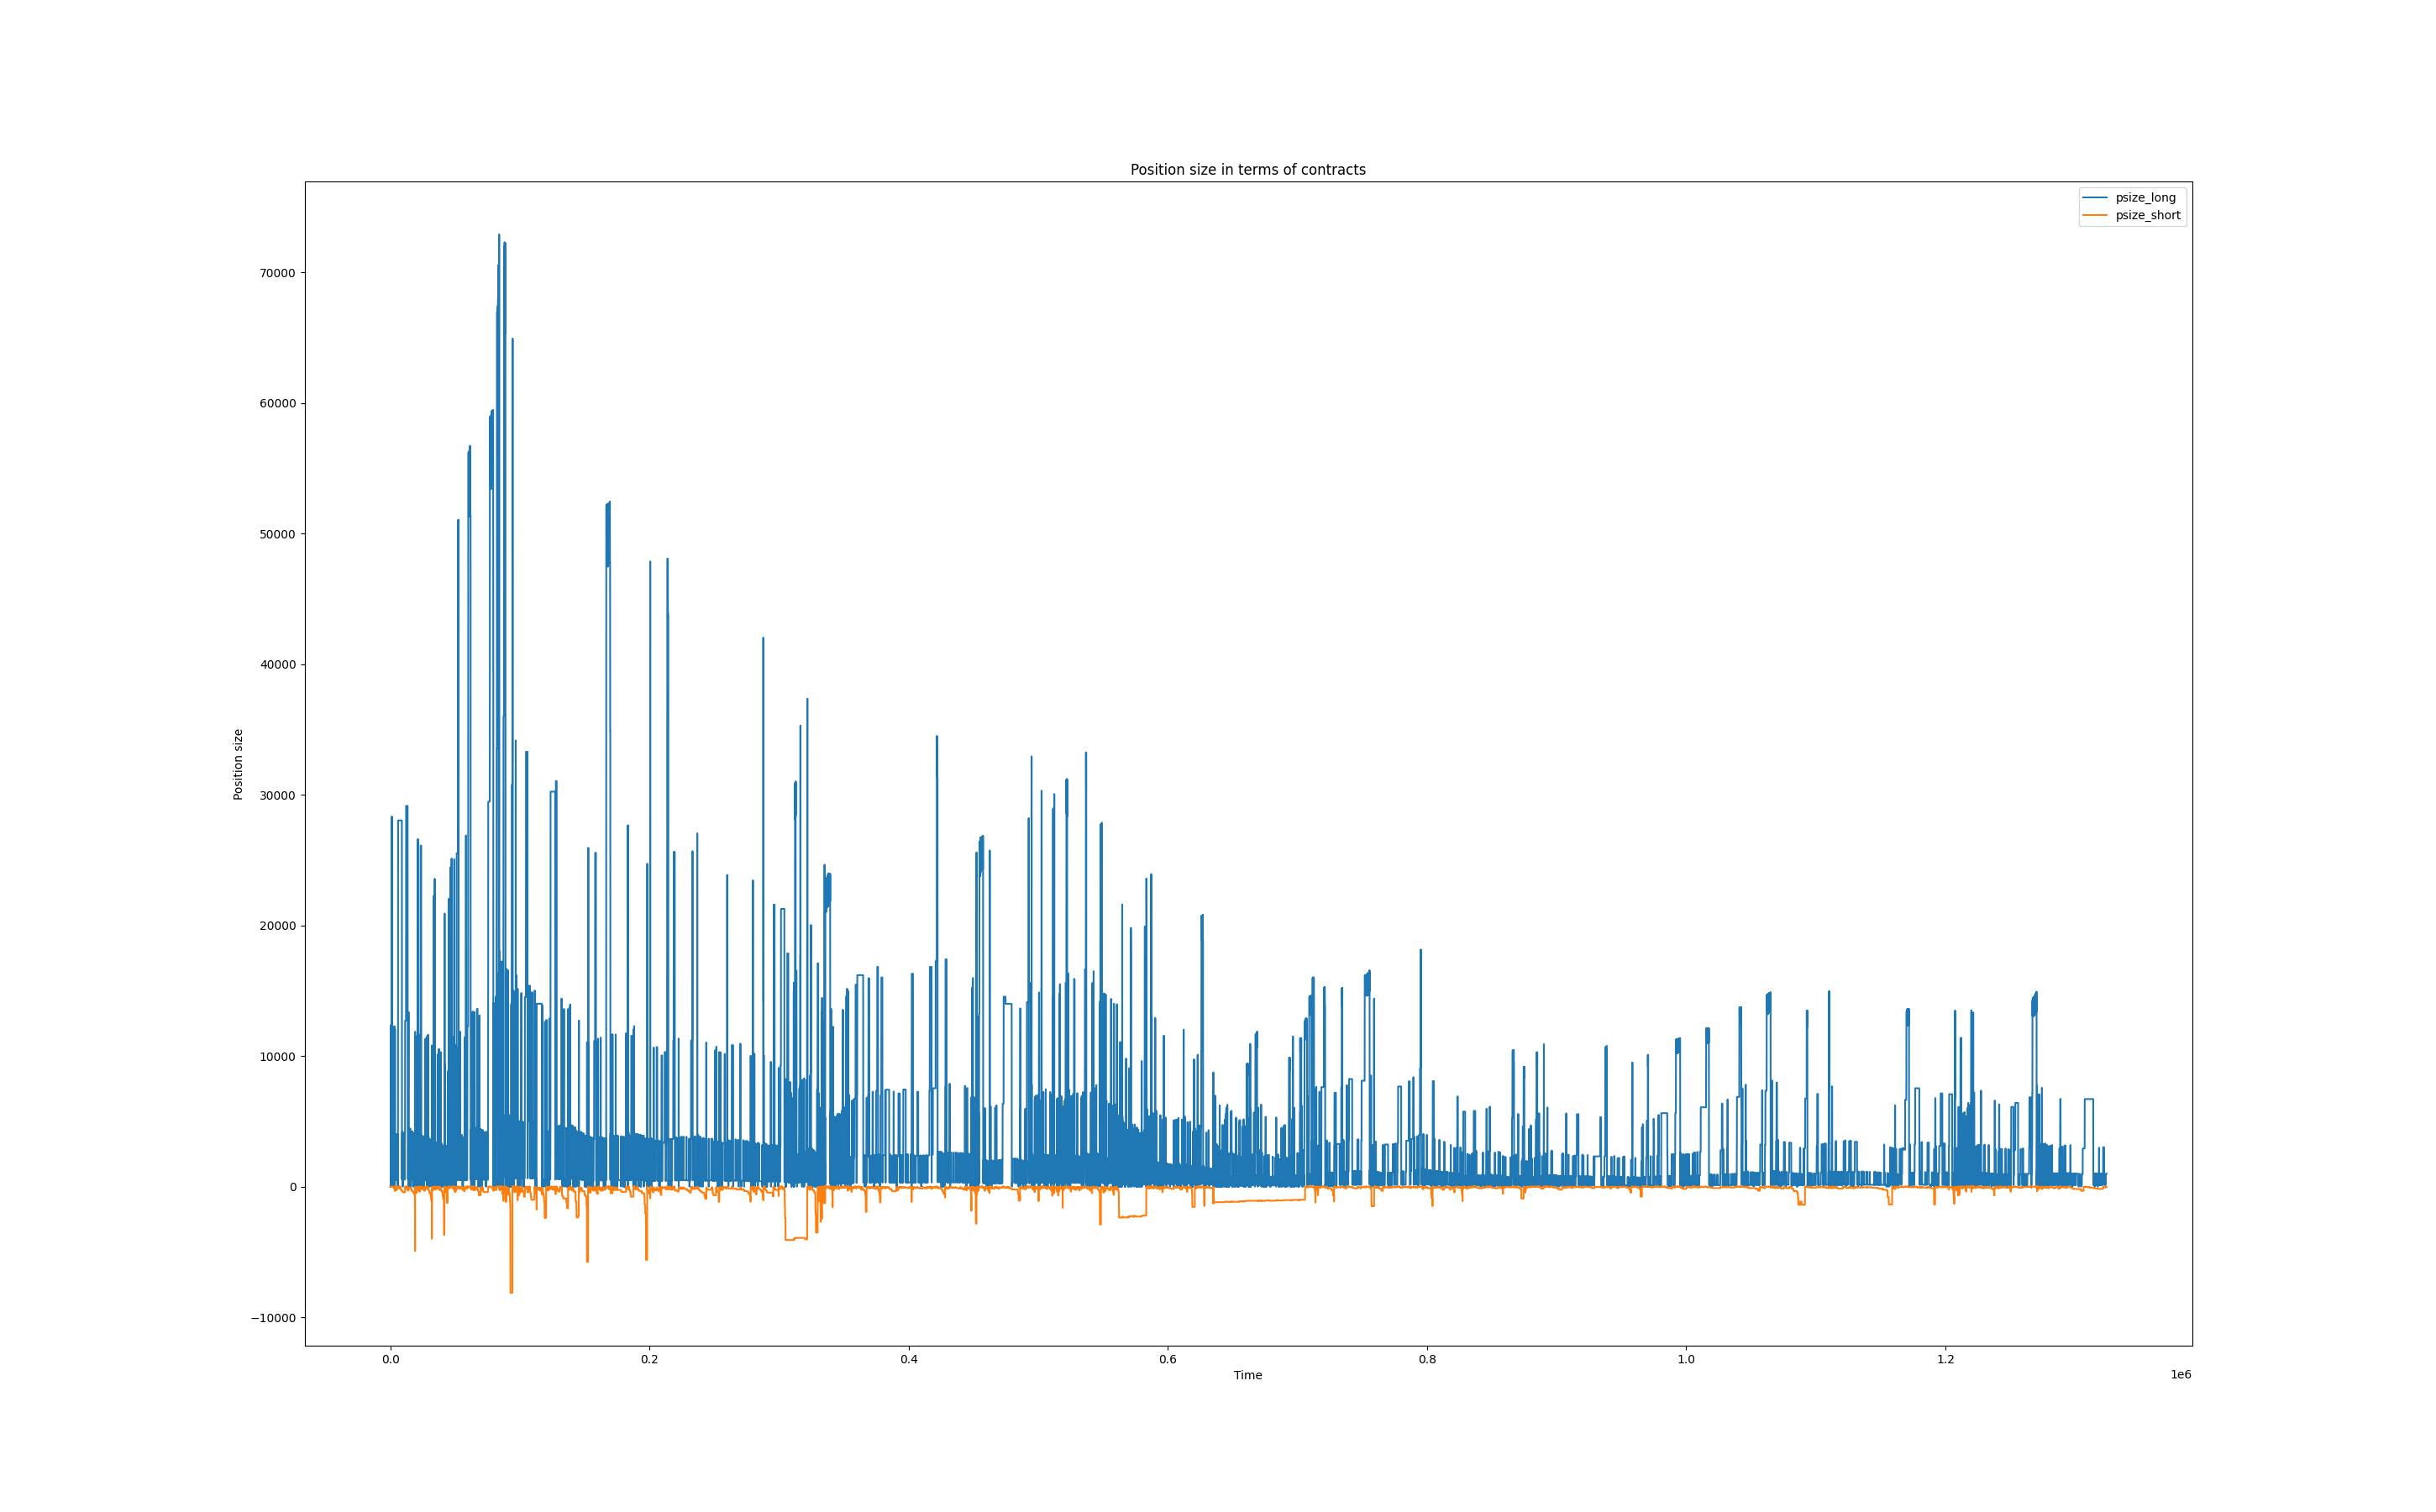 Position size in terms of contracts
psize_long
psize_short
70000
60000
50000
40000
30000
20000
10000
0
−10000
Position size
0.0 0.2 0.4 0.6 0.8 1.0 1.2
Time
1e6